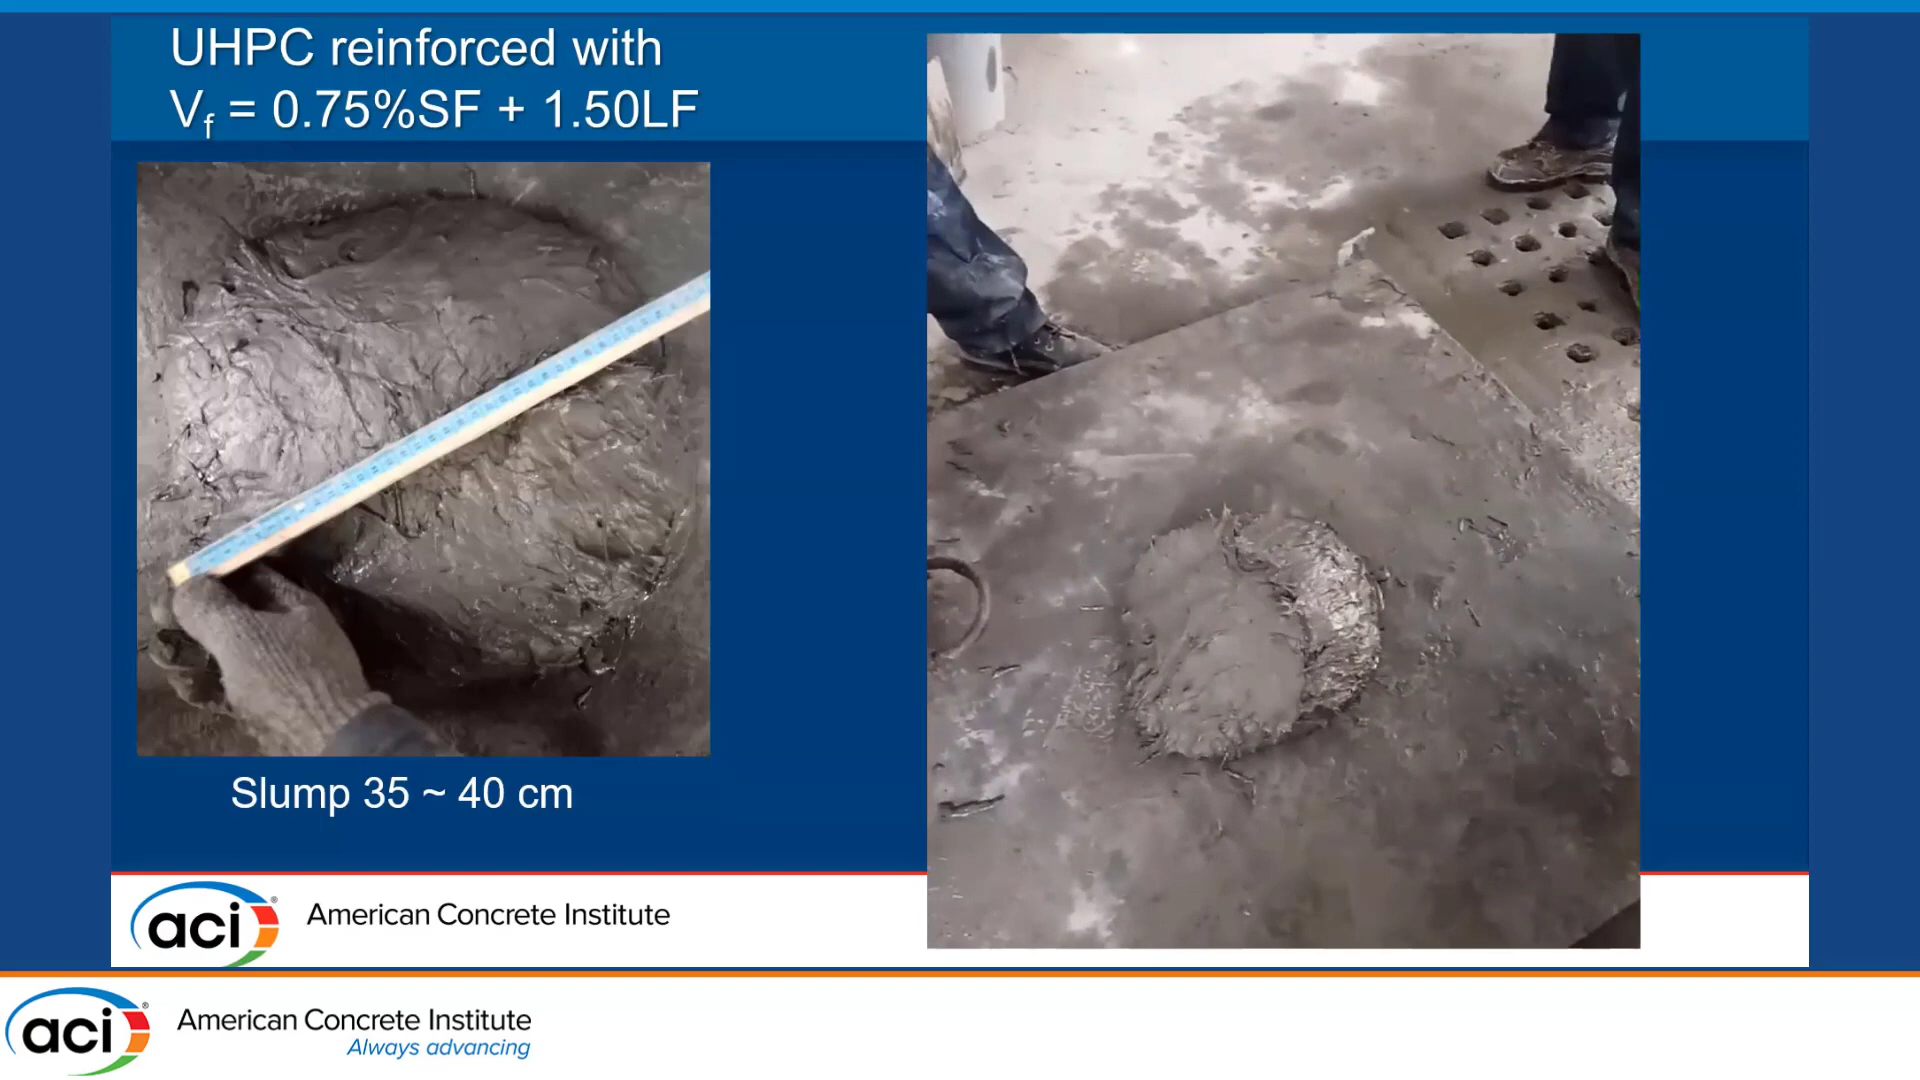 UHPC reinforced with
Vf = 0.75%SF + 1.50LF
Slump 35 ~ 40 cm
aci® American Concrete Institute
aci® American Concrete Institute
Always advancing